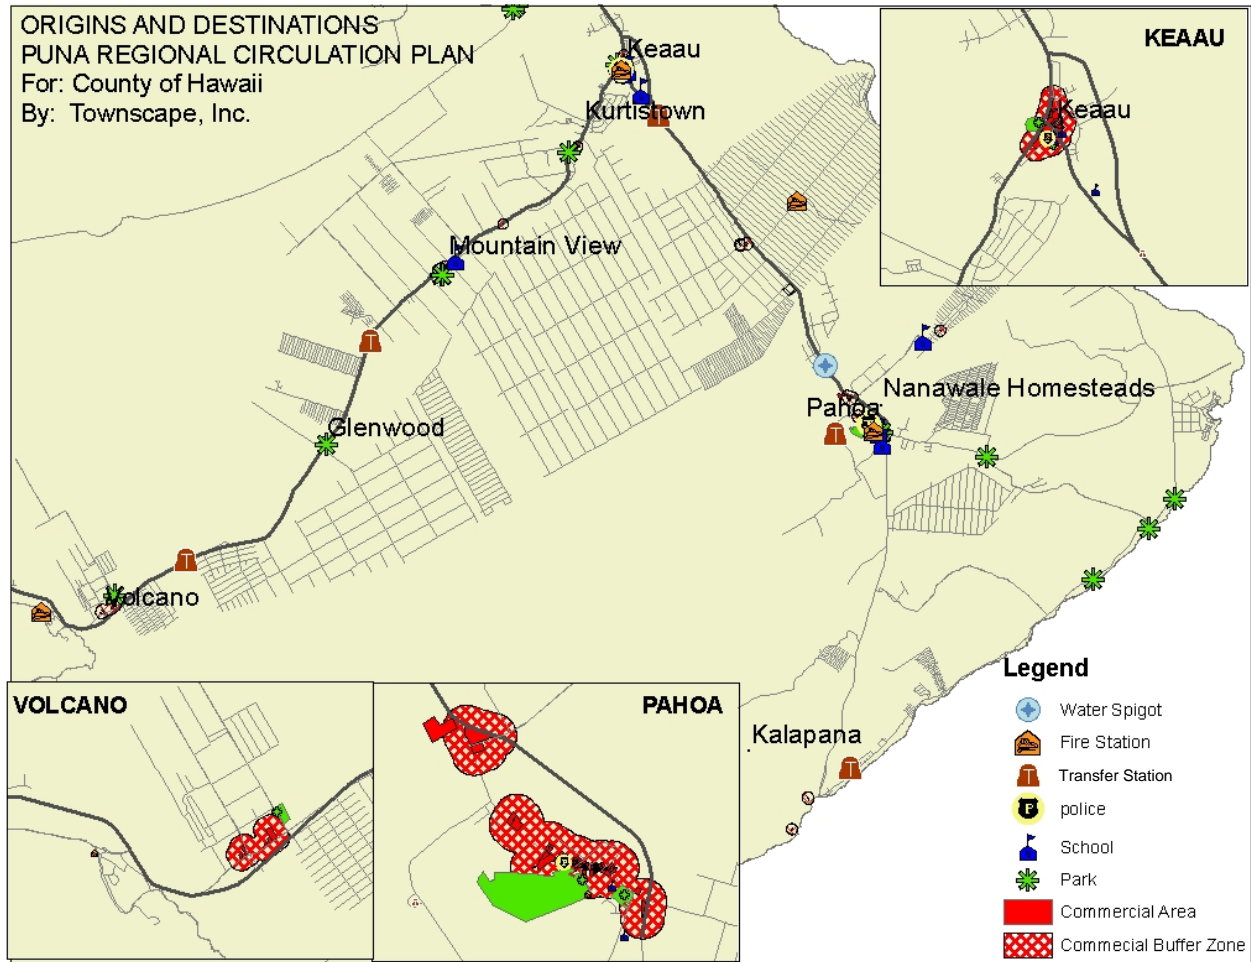 ORIGINS AND DESTINATIONS
PUNA REGIONAL CIRCULATION PLAN
For: County of Hawaii
By: Townscape, Inc.
KEAAU
Keaau
Keaau
Kurtistown
Mountain View
Nanawale Homesteads
Pahoa
Glenwood
Volcano
VOLCANO
PAHOA
Kalapana
Legend
Water Spigot
Fire Station
Transfer Station
police
School
Park
Commercial Area
Commecial Buffer Zone